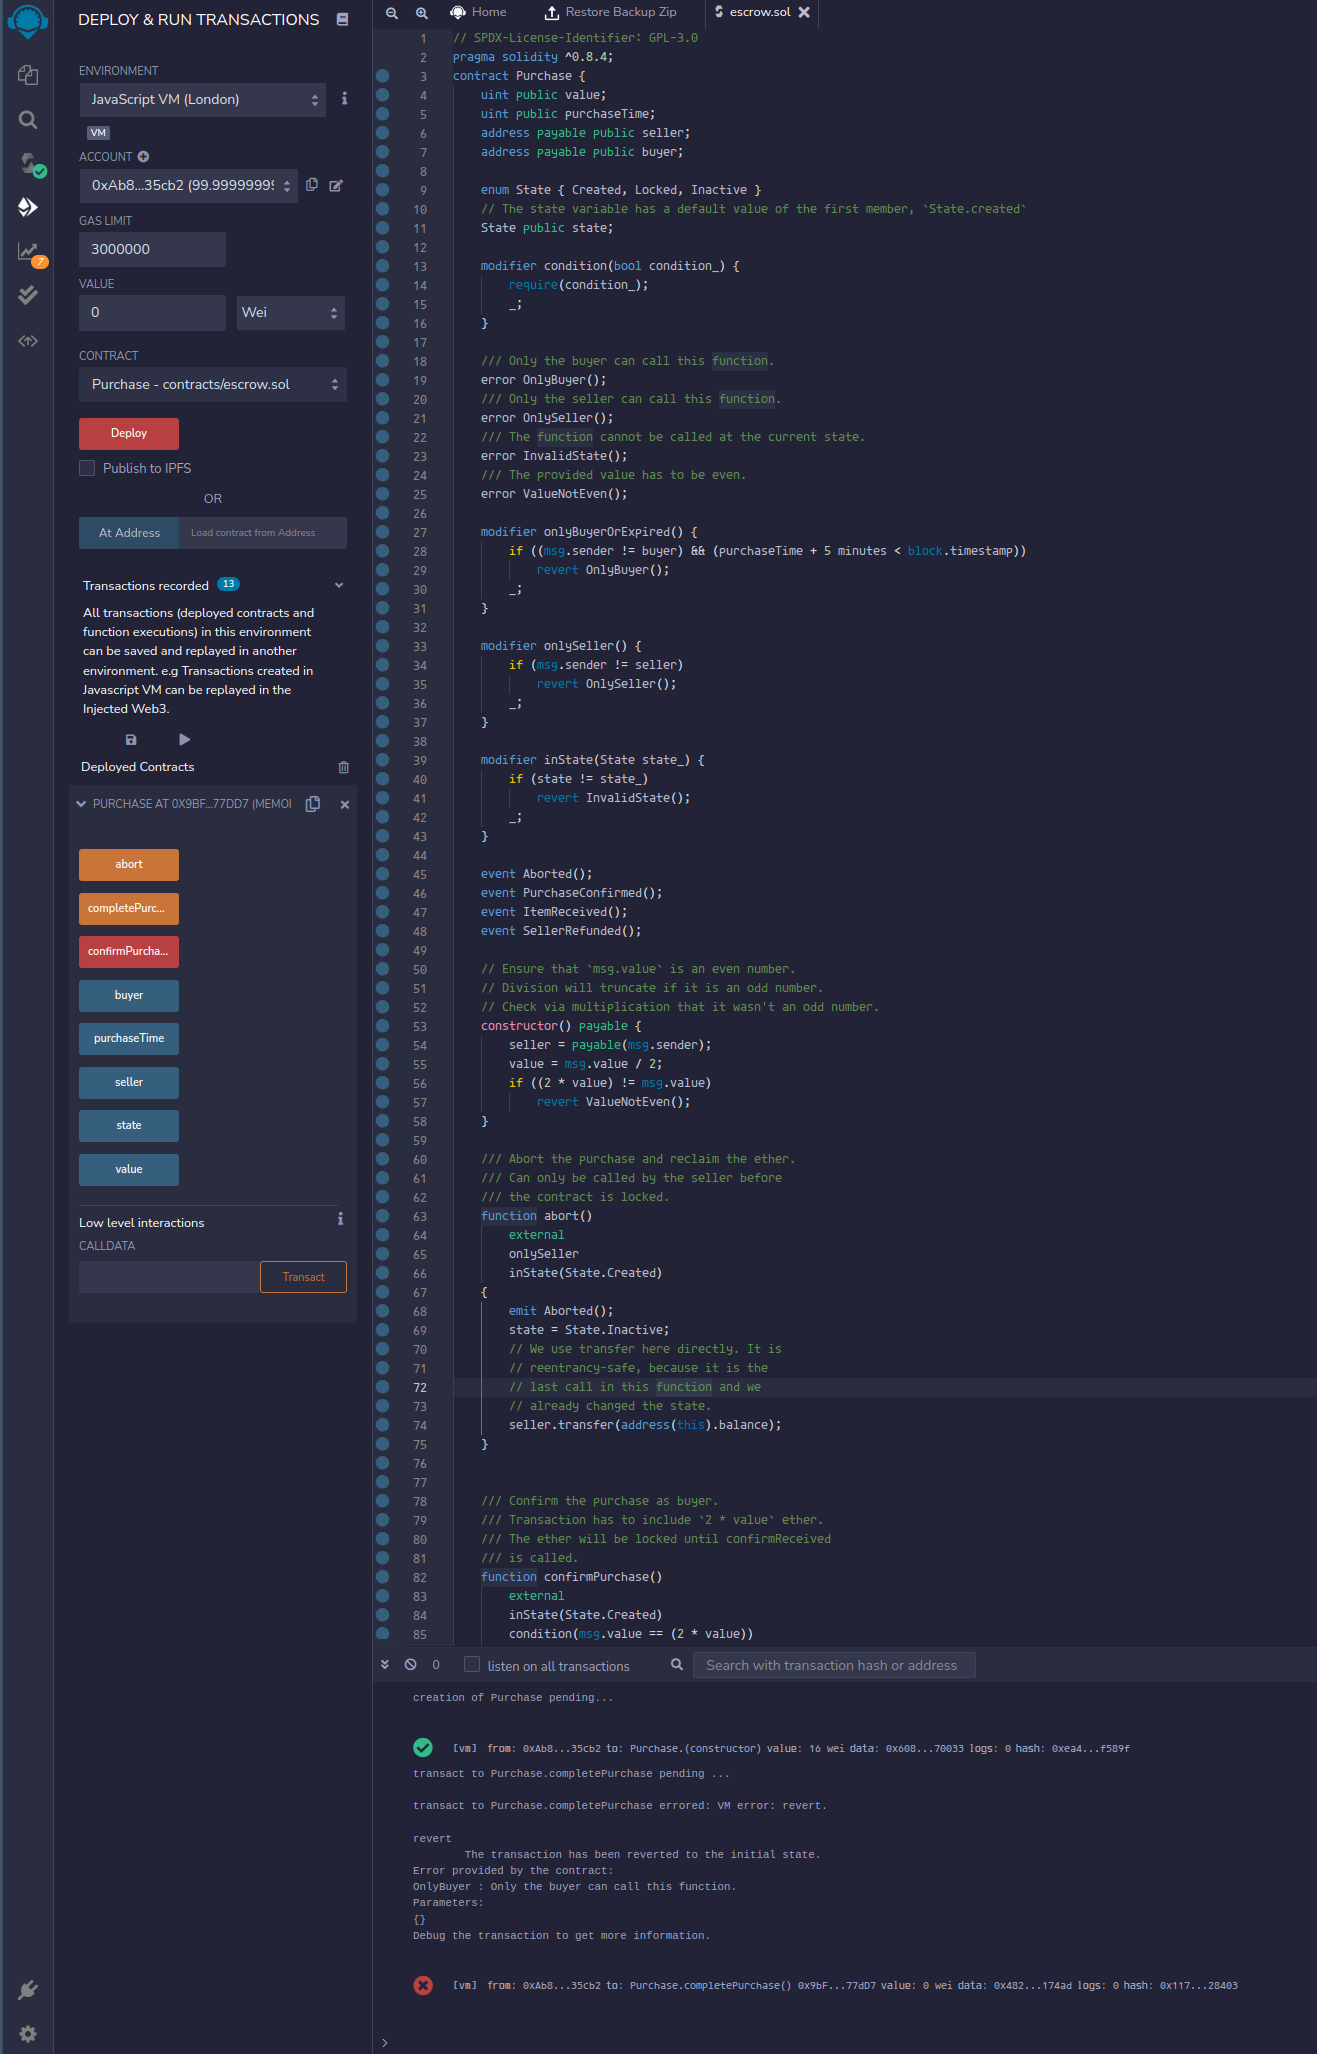 DEPLOY & RUN TRANSACTIONS
ENVIRONMENT
JavaScript VM (London)
VM
ACCOUNT
0xAb8...35cb2 (99.99999999
GAS LIMIT
3000000
VALUE
0
Wei
CONTRACT
Purchase - contracts/escrow.sol
Deploy
Publish to IPFS
OR
At Address
Load contract from Address
Transactions recorded 13
All transactions (deployed contracts and
function executions) in this environment
can be saved and replayed in another
environment. e.g Transactions created in
Javascript VM can be replayed in the
Injected Web3.
Deployed Contracts
PURCHASE AT 0X9BF...77DD7 (MEMOI
abort
completePurc...
confirmPurcha...
buyer
purchaseTime
seller
state
value
Low level interactions
CALLDATA
Transact
7
Home
Restore Backup Zip
escrow.sol
1 // SPDX-License-Identifier: GPL-3.0
2 pragma solidity ^0.8.4;
3 contract Purchase {
4 uint public value;
5 uint public purchaseTime;
6 address payable public seller;
7 address payable public buyer;
8
9 enum State { Created, Locked, Inactive }
10 // The state variable has a default value of the first member, `State.created`
11 State public state;
12
13 modifier condition(bool condition_) {
14 require(condition_);
15 _;
16 }
17
18 /// Only the buyer can call this function.
19 error OnlyBuyer();
20 /// Only the seller can call this function.
21 error OnlySeller();
22 /// The function cannot be called at the current state.
23 error InvalidState();
24 /// The provided value has to be even.
25 error ValueNotEven();
26
27 modifier onlyBuyerOrExpired() {
28 if ((msg.sender != buyer) && (purchaseTime + 5 minutes < block.timestamp))
29 revert OnlyBuyer();
30 _;
31 }
32
33 modifier onlySeller() {
34 if (msg.sender != seller)
35 revert OnlySeller();
36 _;
37 }
38
39 modifier inState(State state_) {
40 if (state != state_)
41 revert InvalidState();
42 _;
43 }
44
45 event Aborted();
46 event PurchaseConfirmed();
47 event ItemReceived();
48 event SellerRefunded();
49
50 // Ensure that `msg.value` is an even number.
51 // Division will truncate if it is an odd number.
52 // Check via multiplication that it wasn't an odd number.
53 constructor() payable {
54 seller = payable(msg.sender);
55 value = msg.value / 2;
56 if ((2 * value) != msg.value)
57 revert ValueNotEven();
58 }
59
60 /// Abort the purchase and reclaim the ether.
61 /// Can only be called by the seller before
62 /// the contract is locked.
63 function abort()
64 external
65 onlySeller
66 inState(State.Created)
67 {
68 emit Aborted();
69 state = State.Inactive;
70 // We use transfer here directly. It is
71 // reentrancy-safe, because it is the
72 // last call in this function and we
73 // already changed the state.
74 seller.transfer(address(this).balance);
75 }
76
77
78 /// Confirm the purchase as buyer.
79 /// Transaction has to include `2 * value` ether.
80 /// The ether will be locked until confirmReceived
81 /// is called.
82 function confirmPurchase()
83 external
84 inState(State.Created)
85 condition(msg.value == (2 * value))
0
listen on all transactions
Search with transaction hash or address
creation of Purchase pending...
[vm] from: 0xAb8...35cb2 to: Purchase.(constructor) value: 16 wei data: 0x608...70033 logs: 0 hash: 0xea4...f589f
transact to Purchase.completePurchase pending ...
transact to Purchase.completePurchase errored: VM error: revert.
revert
The transaction has been reverted to the initial state.
Error provided by the contract:
OnlyBuyer : Only the buyer can call this function.
Parameters:
{}
Debug the transaction to get more information.
[vm] from: 0xAb8...35cb2 to: Purchase.completePurchase() 0x9bF...77dD7 value: 0 wei data: 0x482...174ad logs: 0 hash: 0x117...28403
>